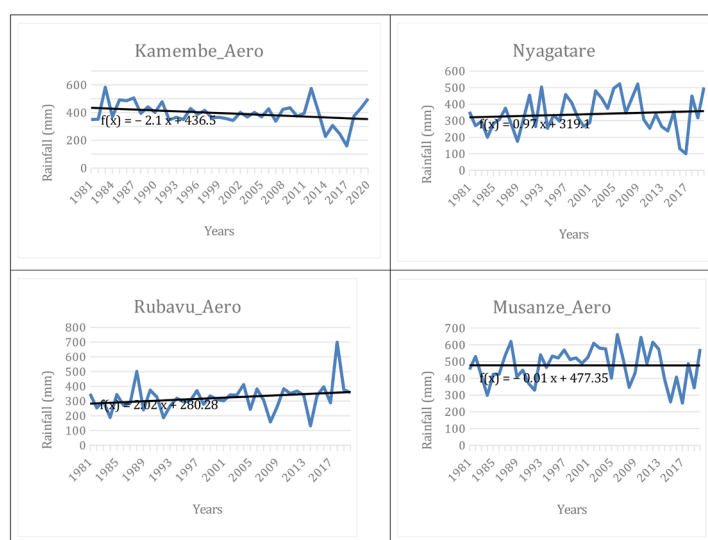 Kamembe_Aero
Rainfall (mm)
600
400
200
0
f(x) = − 2.1 x + 436.5
1981 1984 1987 1990 1993 1996 1999 2002 2005 2008 2011 2014 2017 2020
Years
Nyagatare
Rainfall (mm)
600
500
400
300
200
100
0
f(x) = 0.97 x + 319.1
1981 1985 1989 1993 1997 2001 2005 2009 2013 2017
Years
Rubavu_Aero
Rainfall (mm)
800
700
600
500
400
300
200
100
0
f(x) = 2.02 x + 280.28
1981 1985 1989 1993 1997 2001 2005 2009 2013 2017
Years
Musanze_Aero
Rainfall (mm)
700
600
500
400
300
200
100
0
f(x) = − 0.01 x + 477.35
1981 1985 1989 1993 1997 2001 2005 2009 2013 2017
Years